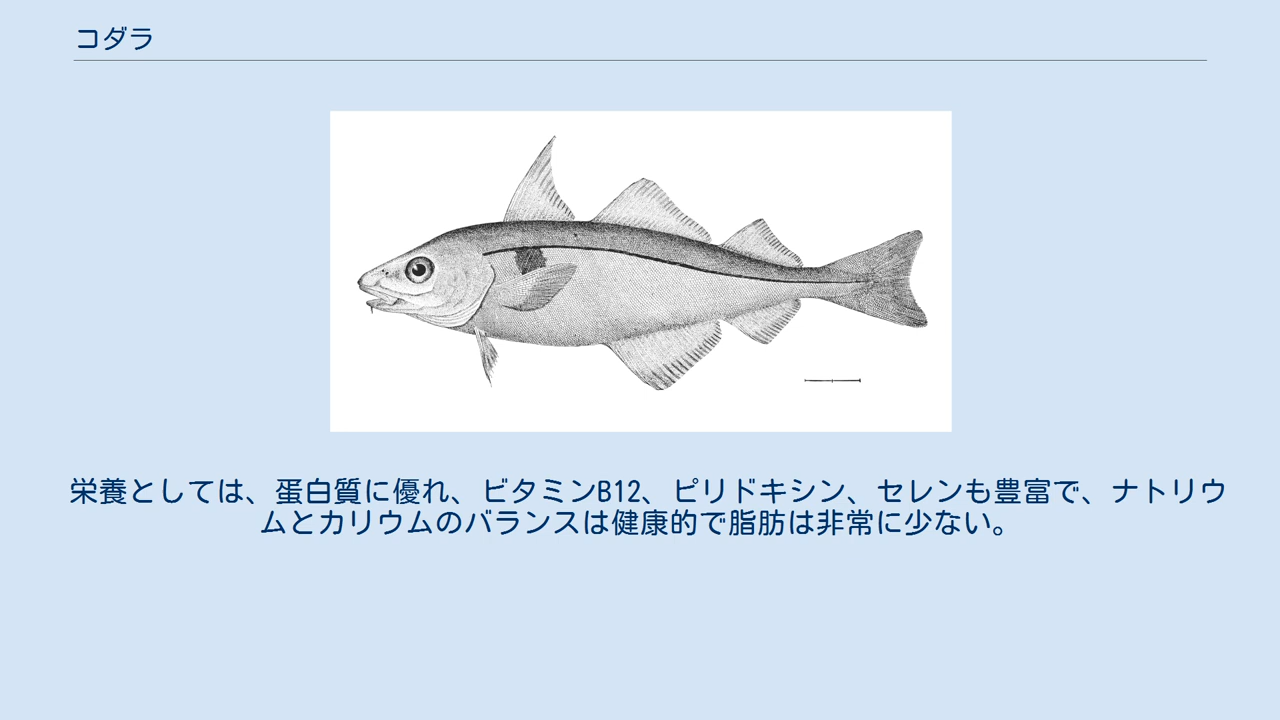 コダラ
栄養としては、蛋白質に優れ、ビタミンB12、ピリドキシン、セレンも豊富で、ナトリウ
ムとカリウムのバランスは健康的で脂肪は非常に少ない。